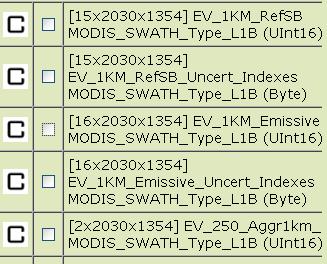 C [15x2030x1354] EV_1KM_RefSB
MODIS_SWATH_Type_L1B (UInt16)
C [15x2030x1354]
EV_1KM_RefSB_Uncert_Indexes
MODIS_SWATH_Type_L1B (Byte)
C [16x2030x1354] EV_1KM_Emissive
MODIS_SWATH_Type_L1B (UInt16)
C [16x2030x1354]
EV_1KM_Emissive_Uncert_Indexes
MODIS_SWATH_Type_L1B (Byte)
C [2x2030x1354] EV_250_Aggr1km_
MODIS_SWATH_Type_L1B (UInt16)